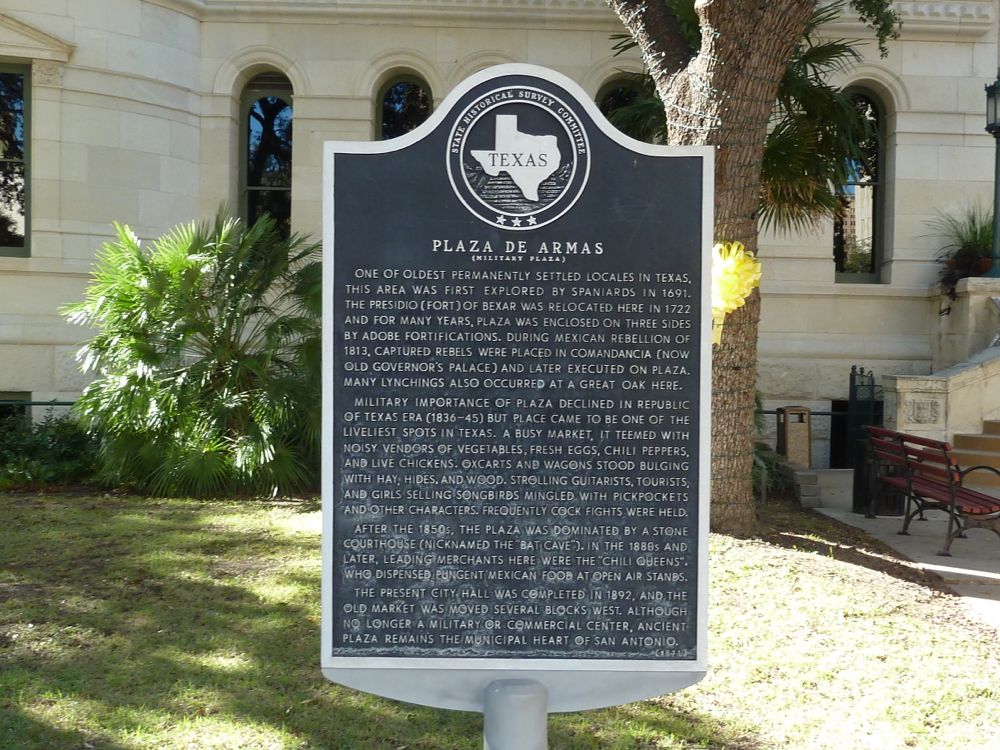 STATE HISTORICAL SURVEY COMMITTEE
TEXAS
PLAZA DE ARMAS
(MILITARY PLAZA)
ONE OF OLDEST PERMANENTLY SETTLED LOCALES IN TEXAS,
THIS AREA WAS FIRST EXPLORED BY SPANIARDS IN 1691.
THE PRESIDIO (FORT) OF BEXAR WAS RELOCATED HERE IN 1722
AND FOR MANY YEARS, PLAZA WAS ENCLOSED ON THREE SIDES
BY ADOBE FORTIFICATIONS. DURING MEXICAN REBELLION OF
1813, CAPTURED REBELS WERE PLACED IN COMANDANCIA (NOW
OLD GOVERNOR'S PALACE) AND LATER EXECUTED ON PLAZA.
MANY LYNCHINGS ALSO OCCURRED AT A GREAT OAK HERE.
MILITARY IMPORTANCE OF PLAZA DECLINED IN REPUBLIC
OF TEXAS ERA (1836-45) BUT PLACE CAME TO BE ONE OF THE
LIVELIEST SPOTS IN TEXAS. A BUSY MARKET, IT TEEMED WITH
NOISY VENDORS OF VEGETABLES, FRESH EGGS, CHILI PEPPERS,
AND LIVE CHICKENS. OXCARTS AND WAGONS STOOD BULGING
WITH HAY, HIDES, AND WOOD. STROLLING GUITARISTS, TOURISTS,
AND GIRLS SELLING SONGBIRDS MINGLED WITH PICKPOCKETS
AND OTHER CHARACTERS. FREQUENTLY COCK FIGHTS WERE HELD.
AFTER THE 1850s, THE PLAZA WAS DOMINATED BY A STONE
COURTHOUSE (NICKNAMED THE "BAT CAVE"). IN THE 1880s AND
LATER, LEADING MERCHANTS HERE WERE THE "CHILI QUEENS",
WHO DISPENSED PUNGENT MEXICAN FOOD AT OPEN AIR STANDS.
THE PRESENT CITY HALL WAS COMPLETED IN 1892, AND THE
OLD MARKET WAS MOVED SEVERAL BLOCKS WEST. ALTHOUGH
NO LONGER A MILITARY OR COMMERCIAL CENTER, ANCIENT
PLAZA REMAINS THE MUNICIPAL HEART OF SAN ANTONIO.
(1971)